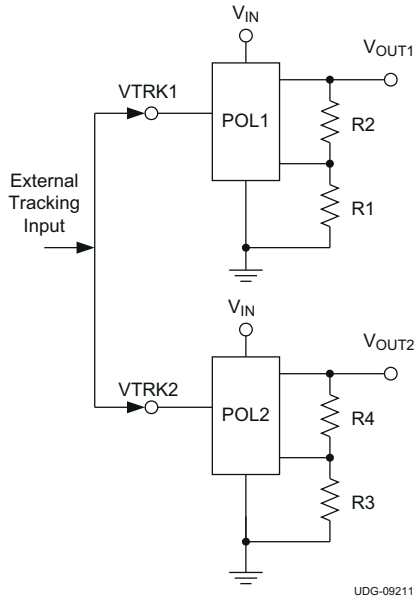 VIN
VOUT1
VTRK1
POL1
R2
R1
External
Tracking
Input
VIN
VOUT2
VTRK2
POL2
R4
R3
UDG-09211